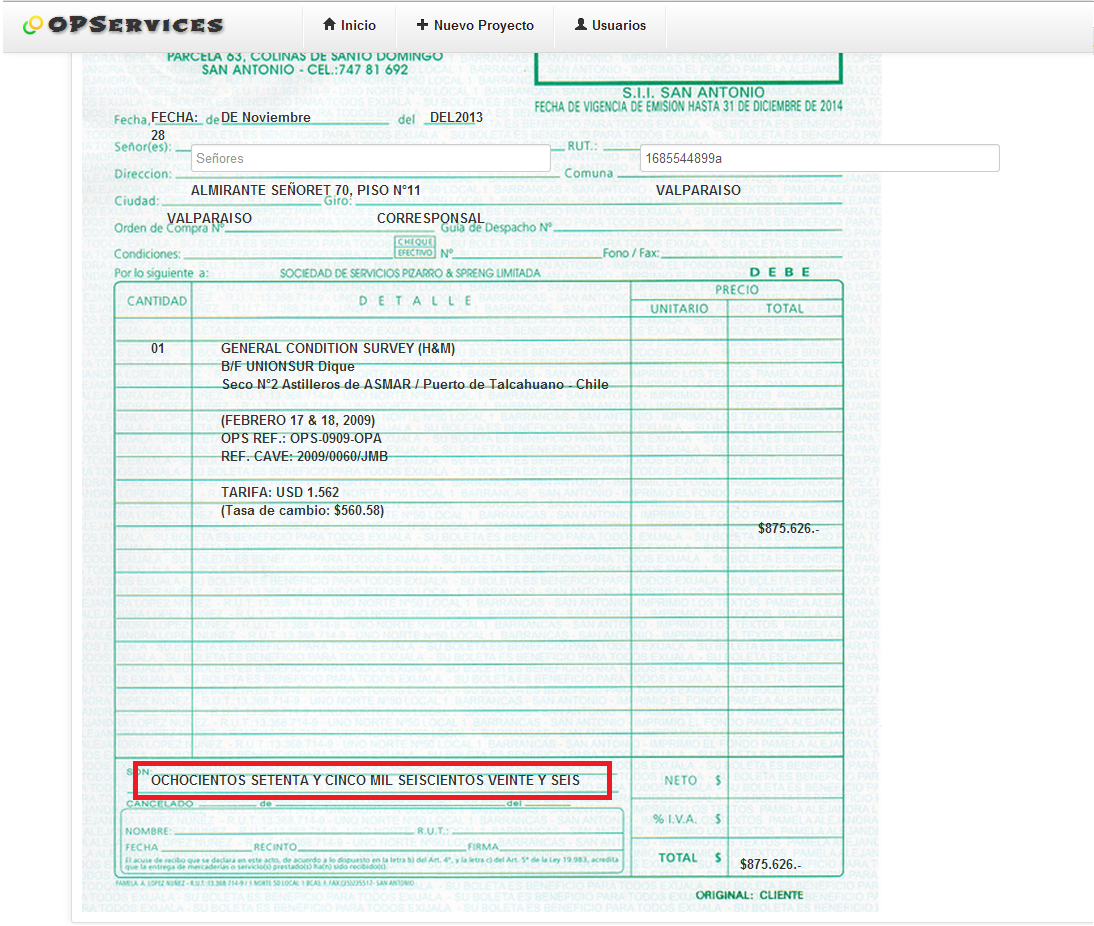 OPSERVICES Inicio Nuevo Proyecto Usuarios
PARCELA 63, COLINAS DE SANTO DOMINGO
SAN ANTONIO - CEL.:747 81 692
S.I.I. SAN ANTONIO
FECHA DE VIGENCIA DE EMISION HASTA 31 DE DICIEMBRE DE 2014
Fecha, FECHA: de DE Noviembre del DEL2013
28
Señor(es): Señores RUT.: 1685544899a
Direccion: Comuna
ALMIRANTE SEÑORET 70, PISO N°11 VALPARAISO
Ciudad: Giro:
VALPARAISO CORRESPONSAL
Orden de Compra Nº Guía de Despacho Nº
CHEQUE
Condiciones: EFECTIVO Nº Fono / Fax:
Por lo siguiente a: SOCIEDAD DE SERVICIOS PIZARRO & SPRENG LIMITADA DEBE
CANTIDAD DETALLE PRECIO
UNITARIO TOTAL
01 GENERAL CONDITION SURVEY (H&M)
B/F UNIONSUR Dique
Seco N°2 Astilleros de ASMAR / Puerto de Talcahuano - Chile
(FEBRERO 17 & 18, 2009)
OPS REF.: OPS-0909-OPA
REF. CAVE: 2009/0060/JMB
TARIFA: USD 1.562
(Tasa de cambio: $560.58)
$875.626.-
SON:
OCHOCIENTOS SETENTA Y CINCO MIL SEISCIENTOS VEINTE Y SEIS NETO $
CANCELADO de del
NOMBRE: R.U.T.: % I.V.A. $
FECHA RECINTO FIRMA
El acuse de recibo que se declara en este acto, de acuerdo a lo dispuesto en la letra b) del Art. 4º, y la letra c) del Art. 5º de la Ley 19.983, acredita
que la entrega de mercaderías o servicio(s) prestado(s) ha(n) sido recibido(s).
TOTAL $ $875.626.-
PAMELA A. LOPEZ NUÑEZ - R.U.T.:13.368.714-9 / 1 NORTE 50 LOCAL 1 BCAS. F. FAX:(35)235517- SAN ANTONIO
ORIGINAL: CLIENTE